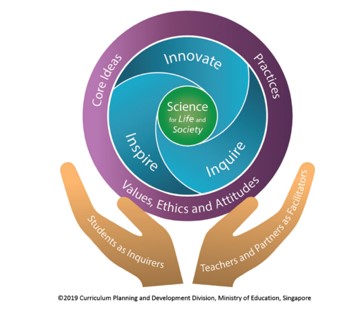 Core Ideas
Practices
Values, Ethics and Attitudes
Innovate
Inspire
Inquire
Science
for Life and
Society
Students as Inquirers
Teachers and Partners as Facilitators
©2019 Curriculum Planning and Development Division, Ministry of Education, Singapore